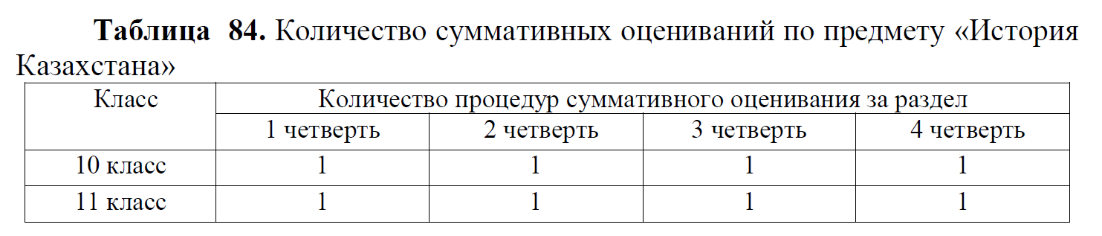 Таблица 84. Количество суммативных оцениваний по предмету «История
Казахстана»
Класс Количество процедур суммативного оценивания за раздел
1 четверть 2 четверть 3 четверть 4 четверть
10 класс 1 1 1 1
11 класс 1 1 1 1